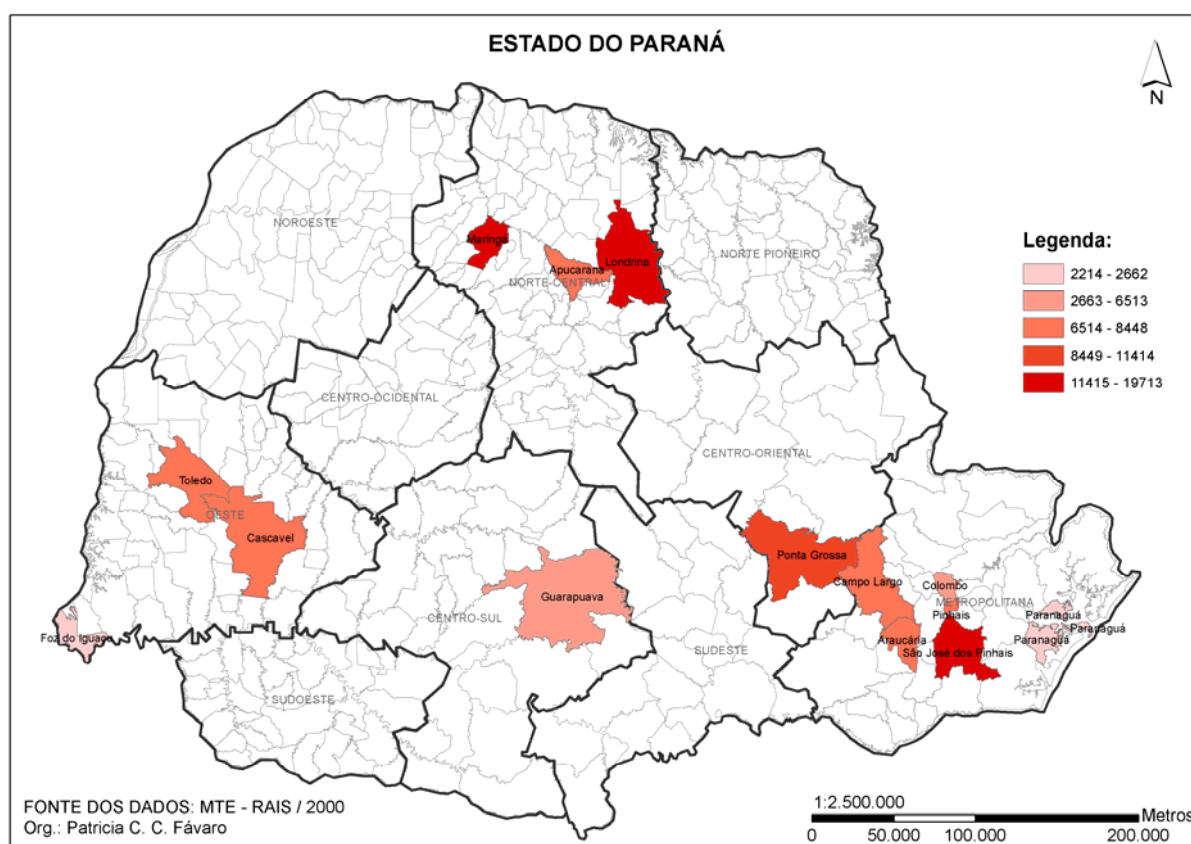 ESTADO DO PARANÁ
N
NOROESTE
Maringá
Londrina
Apucarana
NORTE-CENTRAL
NORTE PIONEIRO
Legenda:
2214 - 2662
2663 - 6513
6514 - 8448
8449 - 11414
11415 - 19713
CENTRO-OCIDENTAL
CENTRO-ORIENTAL
Toledo
OESTE
Cascavel
Ponta Grossa
Campo Largo
Colombo
Guarapuava
METROPOLITANA
CENTRO-SUL
Pinhais
Paranaguá
Paranaguá
Foz do Iguaçu
Araucária
Paranaguá
São José dos Pinhais
SUDESTE
SUDOESTE
FONTE DOS DADOS: MTE - RAIS / 2000
Org.: Patricia C. C. Fávaro
1:2.500.000
Metros
0 50.000 100.000 200.000